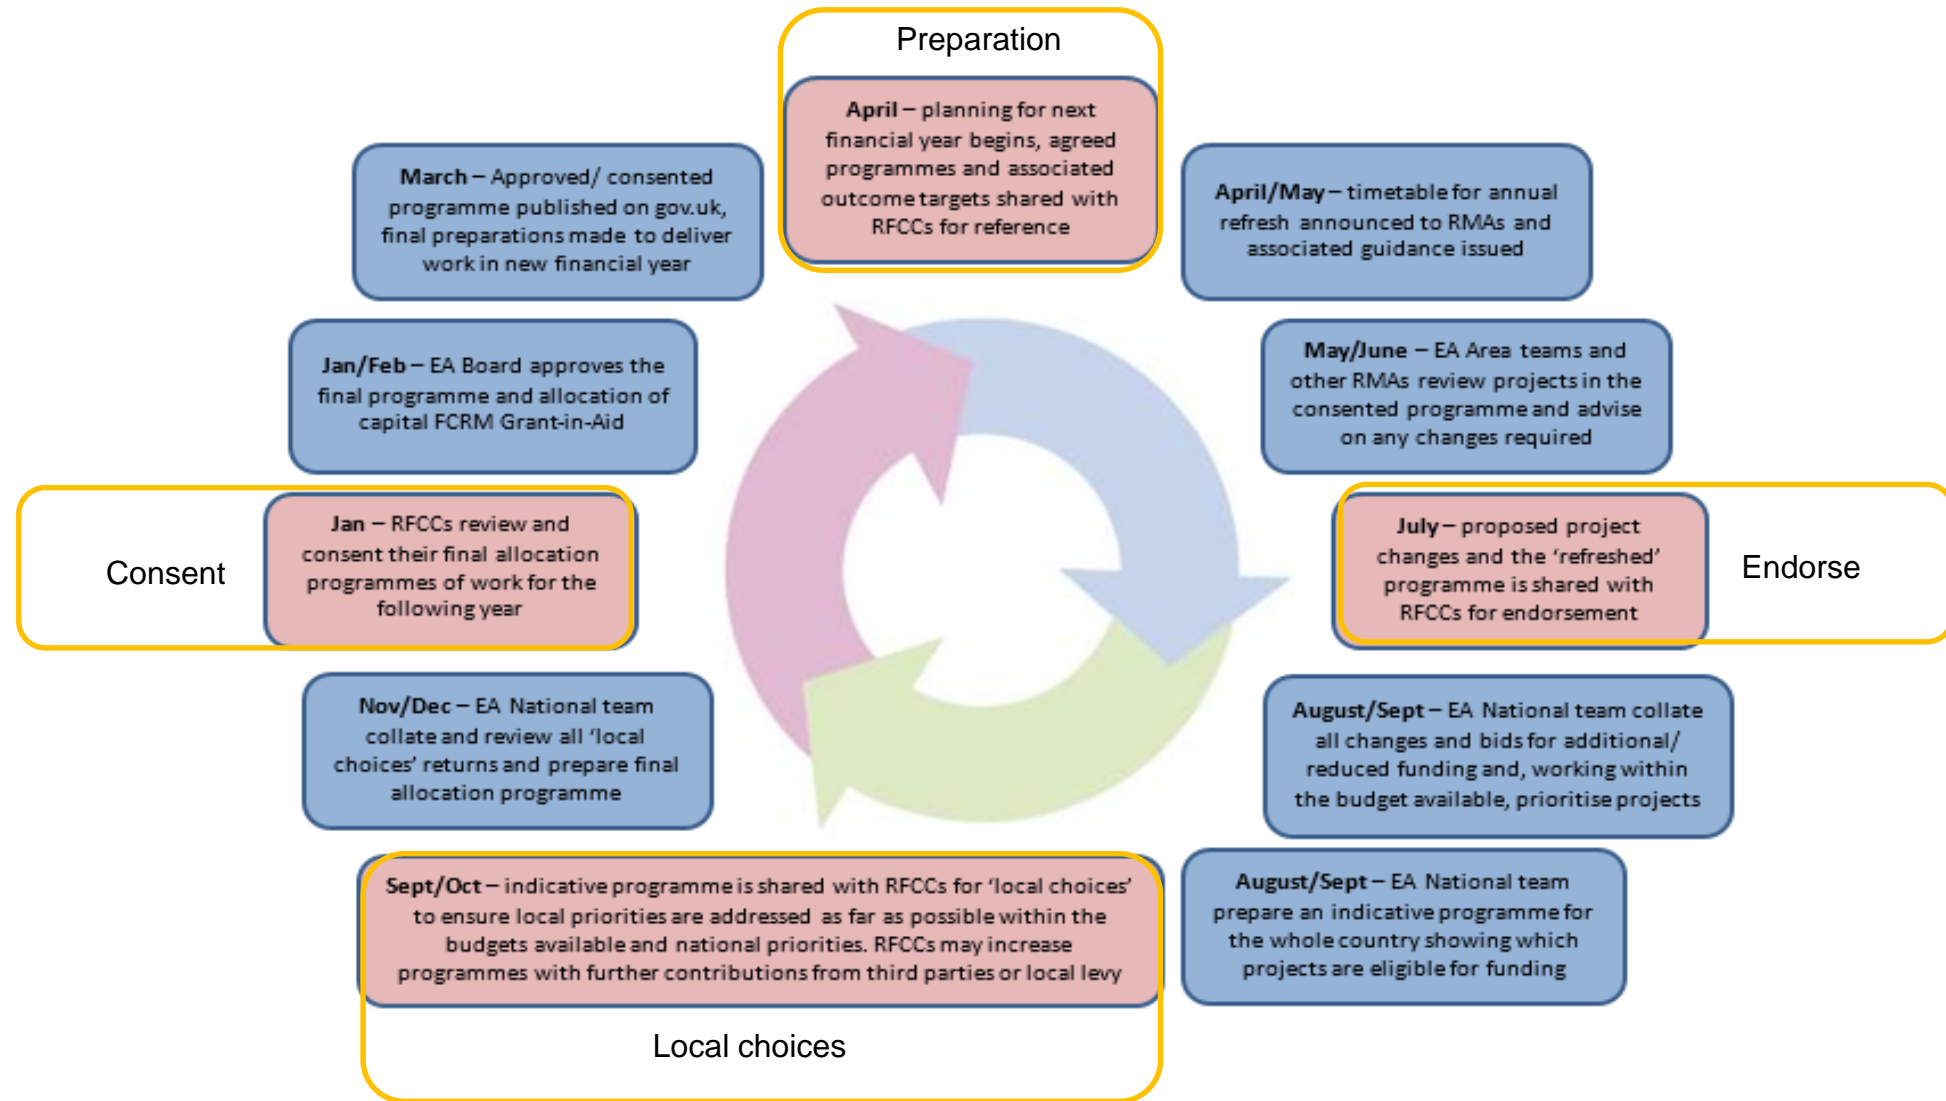 Preparation
April – planning for next
financial year begins, agreed
programmes and associated
outcome targets shared with
RFCCs for reference
April/May – timetable for annual
refresh announced to RMAs and
associated guidance issued
May/June – EA Area teams and
other RMAs review projects in the
consented programme and advise
on any changes required
July – proposed project
changes and the ‘refreshed’
programme is shared with
RFCCs for endorsement
Endorse
August/Sept – EA National team collate
all changes and bids for additional/
reduced funding and, working within
the budget available, prioritise projects
August/Sept – EA National team
prepare an indicative programme for
the whole country showing which
projects are eligible for funding
Sept/Oct – indicative programme is shared with RFCCs for ‘local choices’
to ensure local priorities are addressed as far as possible within the
budgets available and national priorities. RFCCs may increase
programmes with further contributions from third parties or local levy
Local choices
Nov/Dec – EA National team
collate and review all ‘local
choices’ returns and prepare final
allocation programme
Consent
Jan – RFCCs review and
consent their final allocation
programmes of work for the
following year
Jan/Feb – EA Board approves the
final programme and allocation of
capital FCRM Grant-in-Aid
March – Approved/ consented
programme published on gov.uk,
final preparations made to deliver
work in new financial year